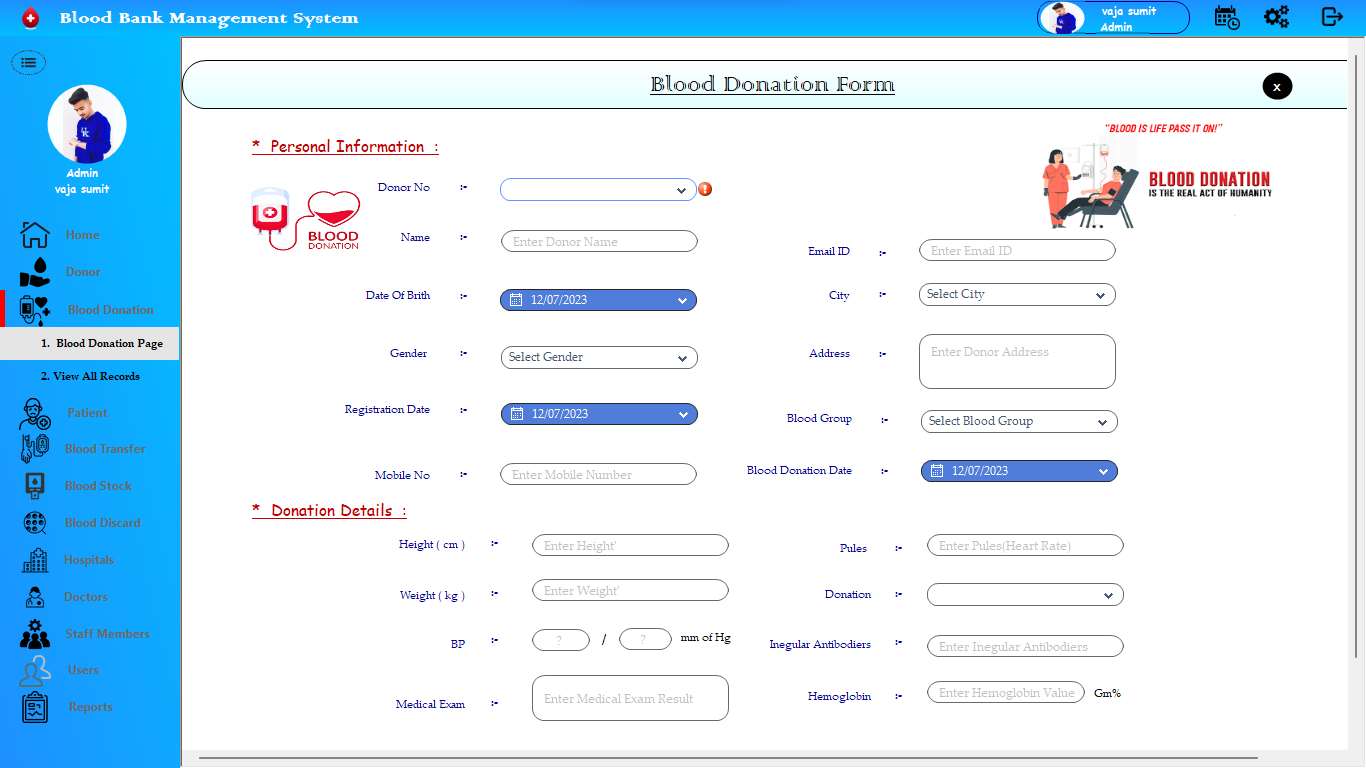 Blood Bank Management System
vaja sumit
Admin
Admin
vaja sumit
Home
Donor
Blood Donation
1. Blood Donation Page
2. View All Records
Patient
Blood Transfer
Blood Stock
Blood Discard
Hospitals
Doctors
Staff Members
Users
Reports
Blood Donation Form
x
"BLOOD IS LIFE PASS IT ON!"
BLOOD DONATION
IS THE REAL ACT OF HUMANITY
* Personal Information :
BLOOD
DONATION
Donor No :-
Name :- Enter Donor Name
Email ID :- Enter Email ID
Date Of Brith :- 12/07/2023
City :- Select City
Gender :- Select Gender
Address :- Enter Donor Address
Registration Date :- 12/07/2023
Blood Group :- Select Blood Group
Mobile No :- Enter Mobile Number
Blood Donation Date :- 12/07/2023
* Donation Details :
Height ( cm ) :- Enter Height'
Pules :- Enter Pules(Heart Rate)
Weight ( kg ) :- Enter Weight'
Donation :-
BP :- ? / ? mm of Hg
Inegular Antibodiers :- Enter Inegular Antibodiers
Medical Exam :- Enter Medical Exam Result
Hemoglobin :- Enter Hemoglobin Value Gm%